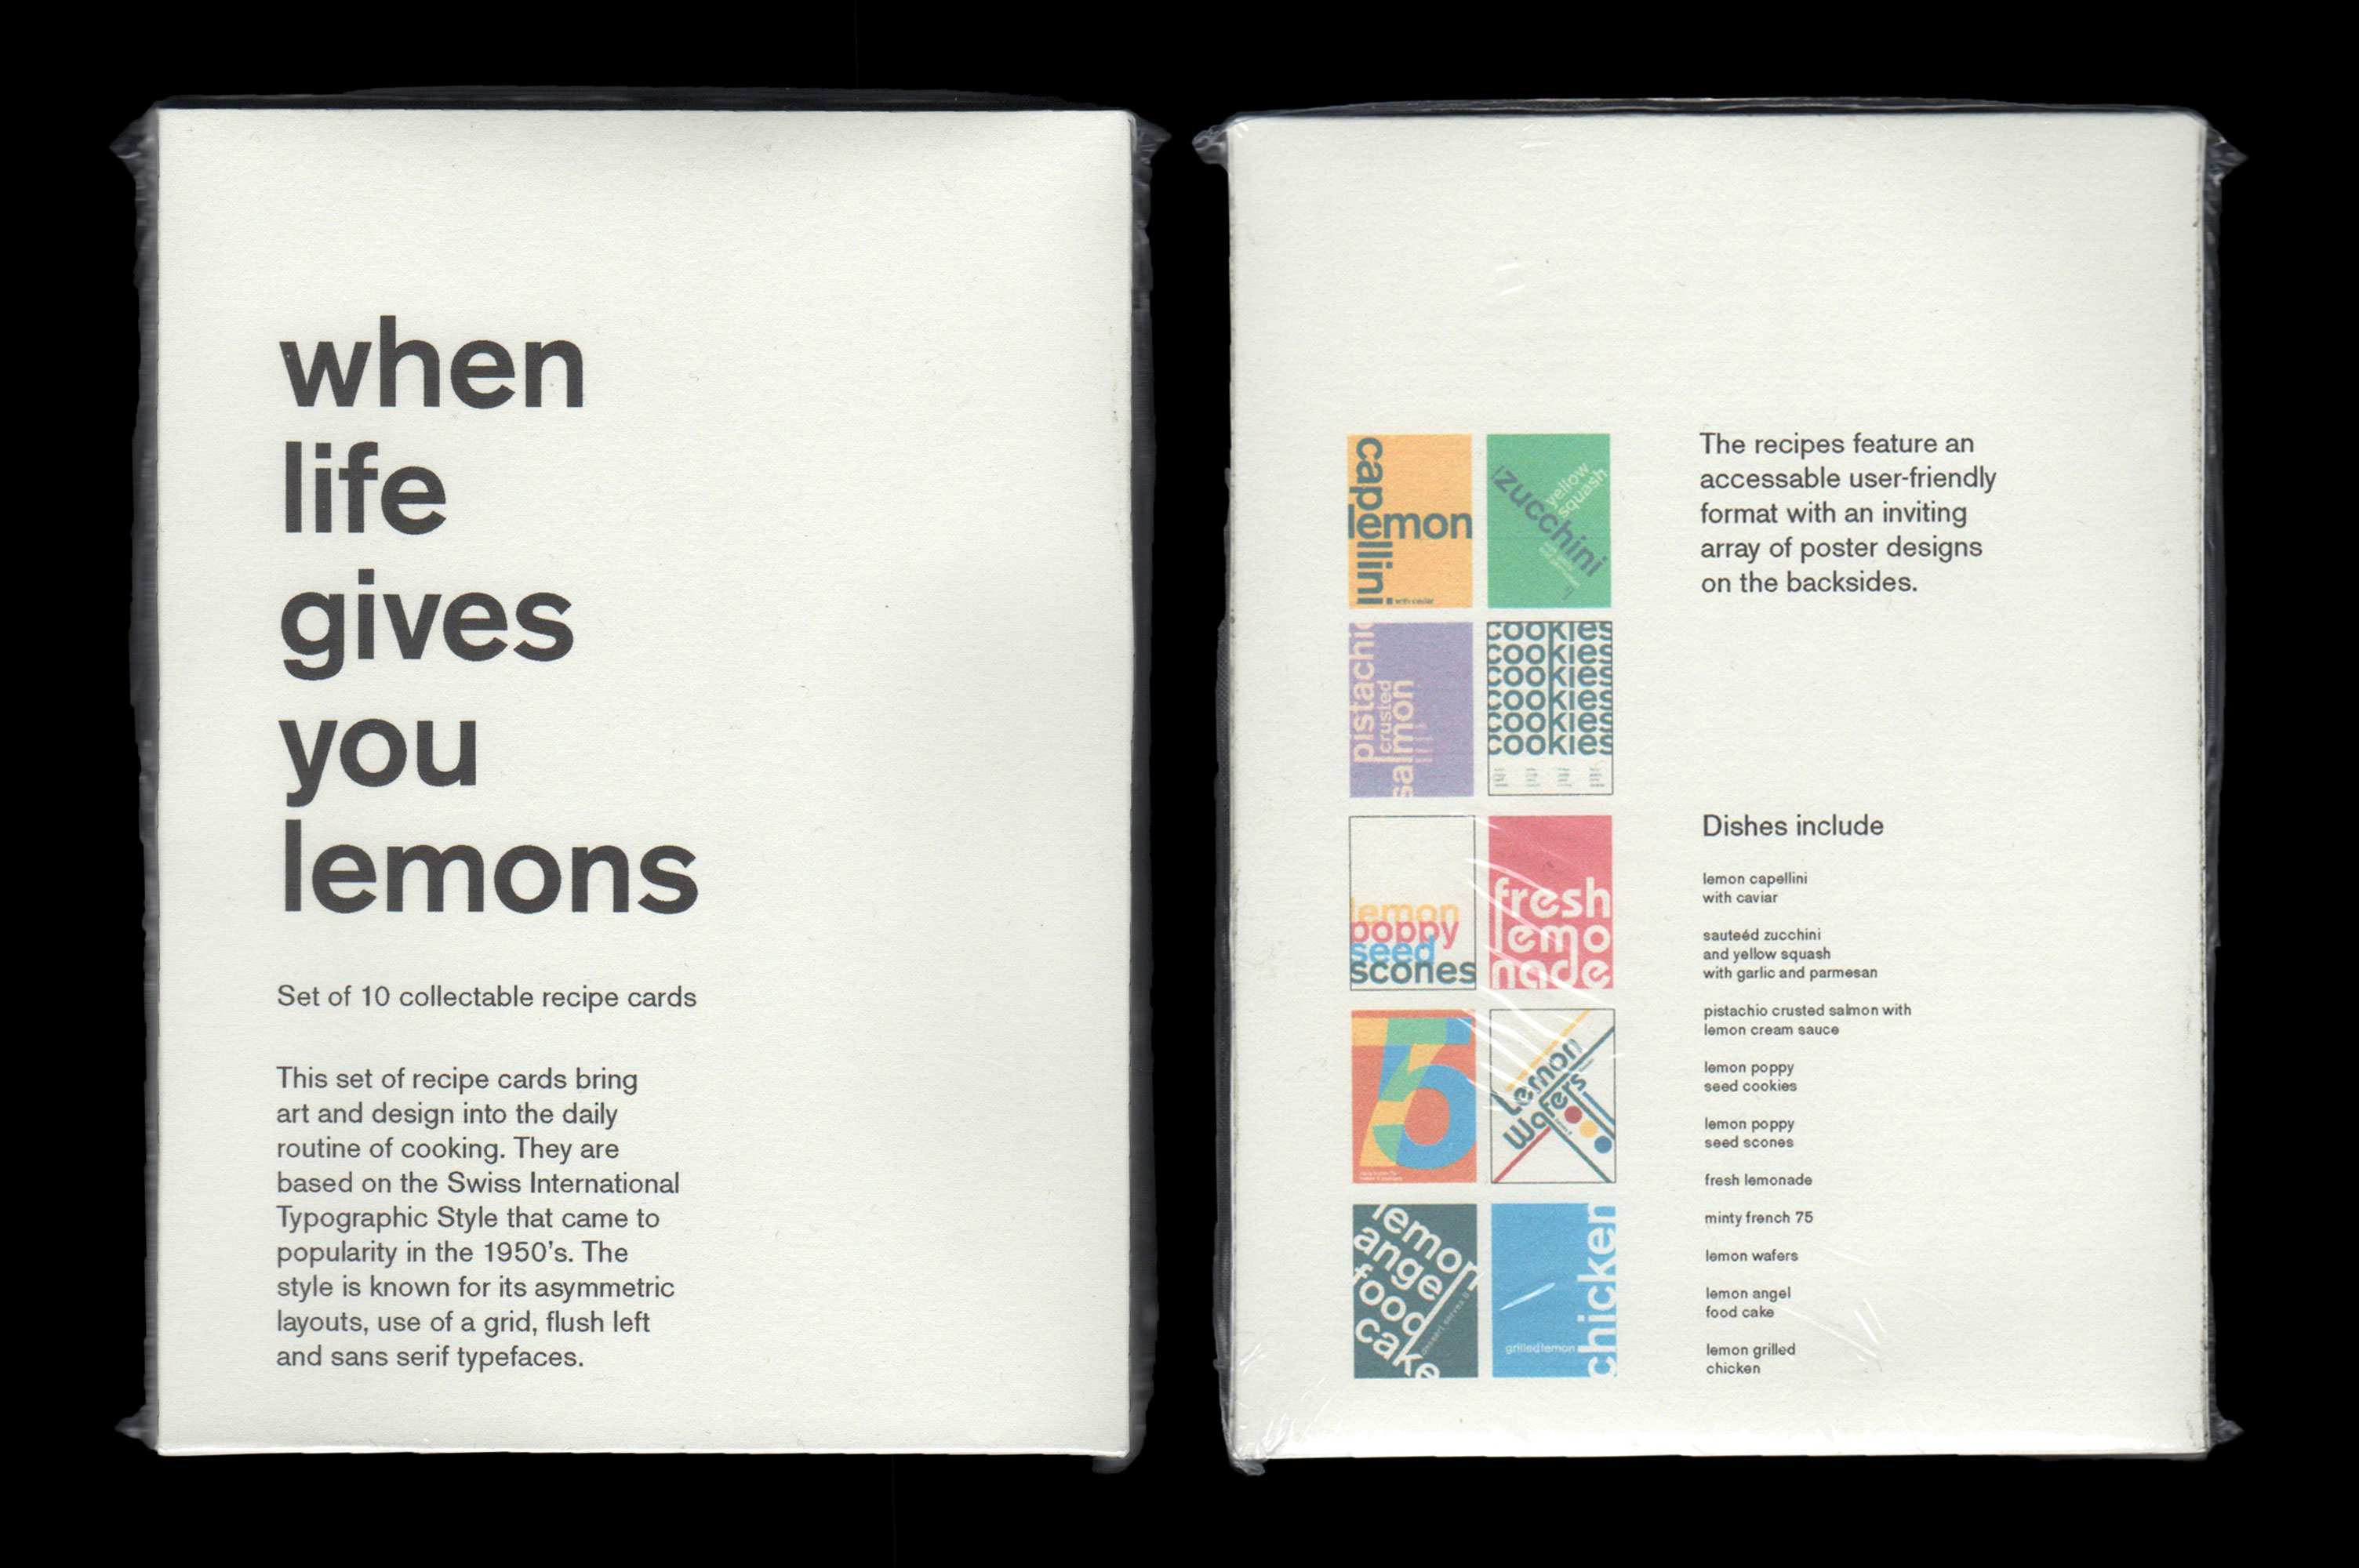 when
life
gives
you
lemons
Set of 10 collectable recipe cards
This set of recipe cards bring
art and design into the daily
routine of cooking. They are
based on the Swiss International
Typographic Style that came to
popularity in the 1950's. The
style is known for its asymmetric
layouts, use of a grid, flush left
and sans serif typefaces.
capellini
lemon
with caviar
zucchini
yellow
squash
pistachio
crusted
salmon
cookies
cookies
cookies
cookies
cookies
cookies
lemon
poppy
seed
scones
fresh
lemo
nade
75
Lemon
Wafers
lemon
angel
food
cake
dessert serves 8
chicken
grilled lemon
The recipes feature an
accessable user-friendly
format with an inviting
array of poster designs
on the backsides.
Dishes include
lemon capellini
with caviar
sauteéd zucchini
and yellow squash
with garlic and parmesan
pistachio crusted salmon with
lemon cream sauce
lemon poppy
seed cookies
lemon poppy
seed scones
fresh lemonade
minty french 75
lemon wafers
lemon angel
food cake
lemon grilled
chicken